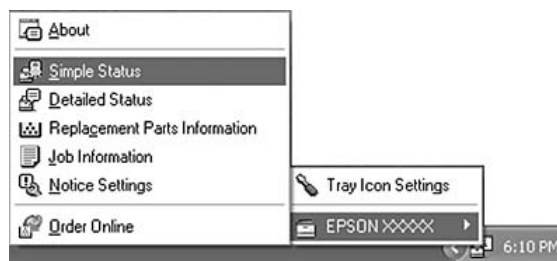 About
Simple Status
Detailed Status
Replacement Parts Information
Job Information
Notice Settings
Order Online
Tray Icon Settings
EPSON XXXXX
6:10 PM